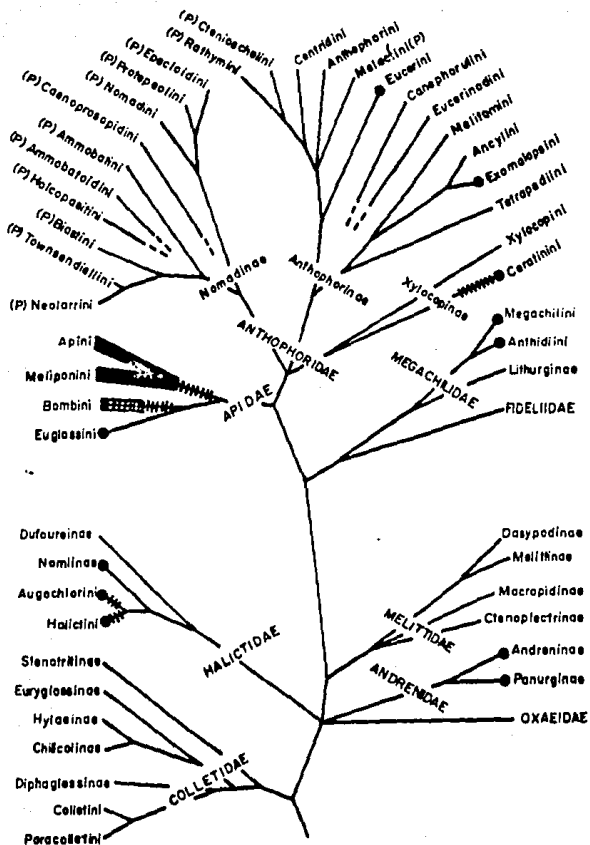 (P) Ctenioschelini
(P) Rathymini
(P) Epeoloidini
(P) Protepeolini
(P) Nomadini
(P) Caenoprosopidini
(P) Ammobatini
(P) Ammobatoidini
(P) Holcopasitini
(P) Biastini
(P) Townsendiellini
(P) Neolarrini
Centridini
Anthophorini
Melectini (P)
Eucerini
Canephorulini
Eucerinodini
Melitomini
Ancylini
Exomalopsini
Tetrapediini
Xylocopini
Ceratinini
Nomadinae
Anthophorinae
Xylocopinae
ANTHOPHORIDAE
Megachilini
Anthidiini
Lithurginae
MEGACHILIDAE
FIDELIIDAE
Apini
Meliponini
Bombini
Euglossini
APIDAE
Dufoureinae
Nomiinae
Augochlorini
Halictini
HALICTIDAE
Dasypodinae
Melittinae
Macropidinae
Ctenoplectrinae
MELITTIDAE
Andreninae
Panurginae
ANDRENIDAE
OXAEIDAE
Stenotritinae
Euryglossinae
Hylaeinae
Chilicolinae
Diphaglossinae
Colletini
Paracolletini
COLLETIDAE